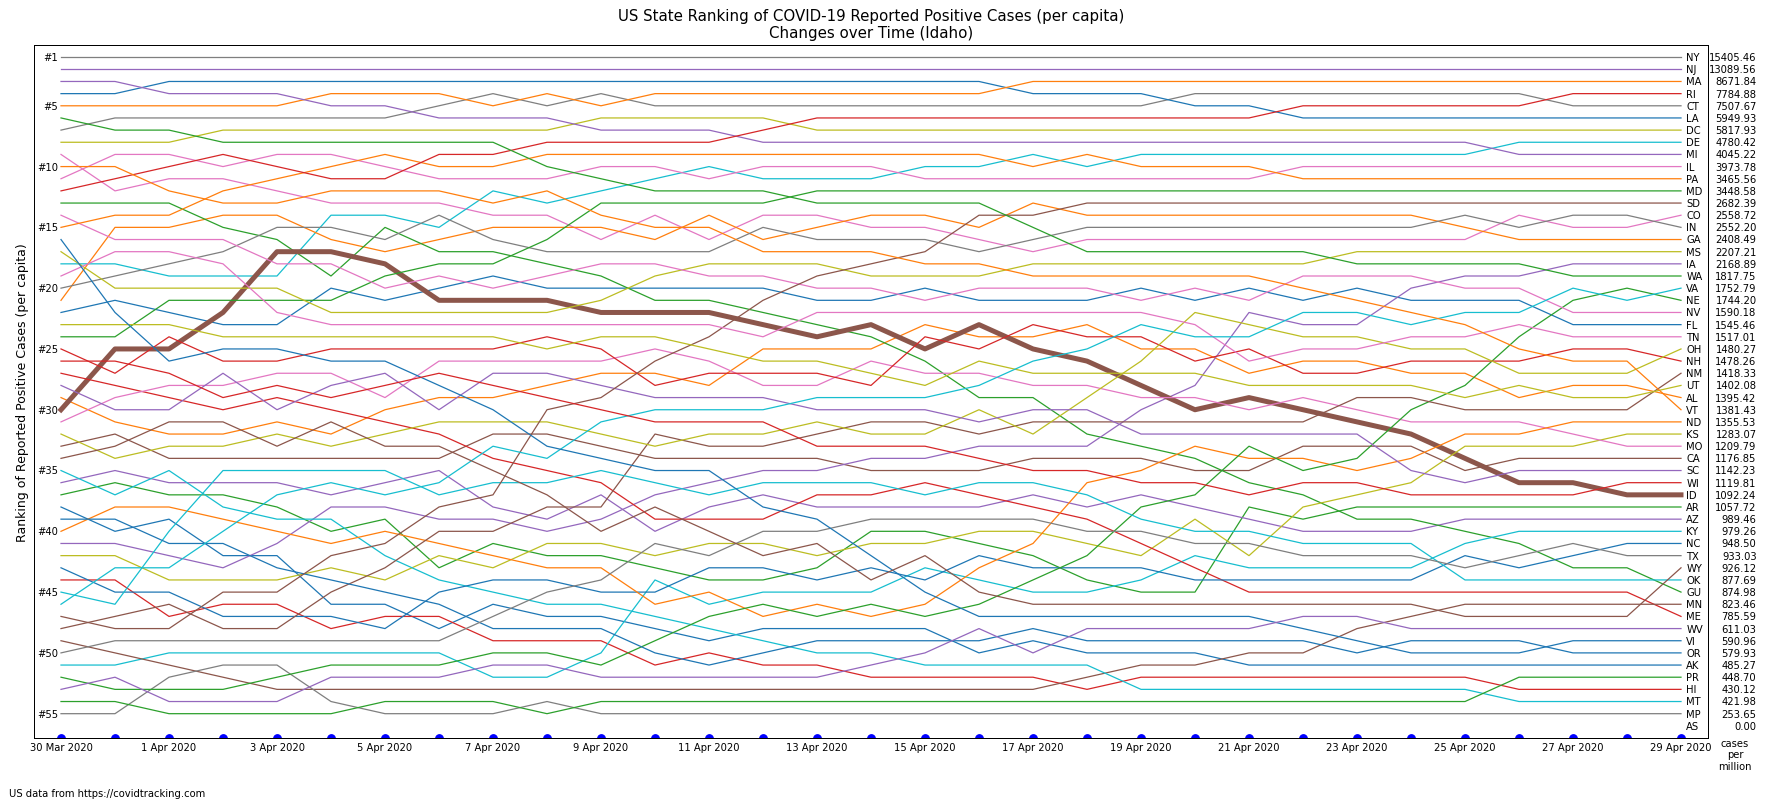 US State Ranking of COVID-19 Reported Positive Cases (per capita)
Changes over Time (Idaho)
Ranking of Reported Positive Cases (per capita)
#1
#5
#10
#15
#20
#25
#30
#35
#40
#45
#50
#55
NY 15405.46
NJ 13089.56
MA 8671.84
RI 7784.88
CT 7507.67
LA 5949.93
DC 5817.93
DE 4780.42
MI 4045.22
IL 3973.78
PA 3465.56
MD 3448.58
SD 2682.39
CO 2558.72
IN 2552.20
GA 2408.49
MS 2207.21
IA 2168.89
WA 1817.75
VA 1752.79
NE 1744.20
NV 1590.18
FL 1545.46
TN 1517.01
OH 1480.27
NH 1478.27
NM 1418.33
UT 1402.08
AL 1395.42
VT 1381.43
ND 1355.53
KS 1283.07
MO 1209.79
CA 1176.85
SC 1142.23
WI 1119.81
ID 1092.24
AR 1057.72
AZ 989.46
KY 979.26
NC 948.50
TX 933.03
WY 926.12
OK 877.69
GU 874.98
MN 823.46
ME 785.59
WV 611.03
VI 590.96
OR 579.93
AK 485.27
PR 448.70
HI 430.12
MT 421.98
MP 253.65
AS 0.00
30 Mar 2020 1 Apr 2020 3 Apr 2020 5 Apr 2020 7 Apr 2020 9 Apr 2020 11 Apr 2020 13 Apr 2020 15 Apr 2020 17 Apr 2020 19 Apr 2020 21 Apr 2020 23 Apr 2020 25 Apr 2020 27 Apr 2020 29 Apr 2020
cases
per
million
US data from https://covidtracking.com